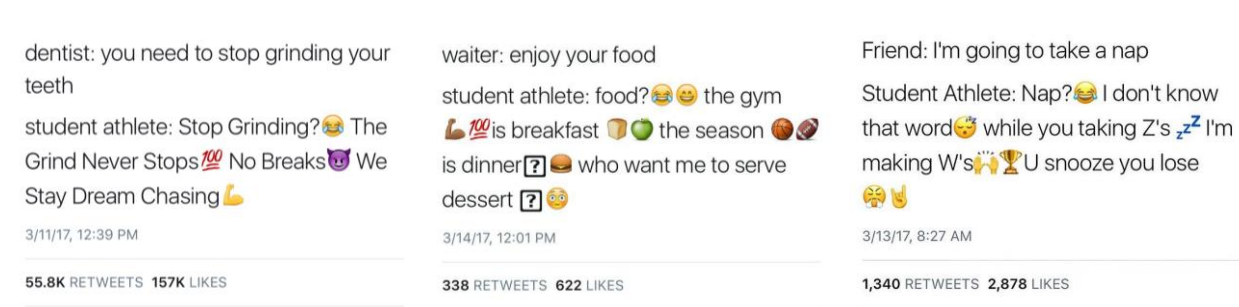 dentist: you need to stop grinding your
teeth
student athlete: Stop Grinding?😂 The
Grind Never Stops💯 No Breaks😈 We
Stay Dream Chasing💪
3/11/17, 12:39 PM
55.8K RETWEETS 157K LIKES
waiter: enjoy your food
student athlete: food?😂😁 the gym
💪🏾💯is breakfast 🍞🍏 the season 🏀🏈
is dinner⍰🍔 who want me to serve
dessert ⍰😳
3/14/17, 12:01 PM
338 RETWEETS 622 LIKES
Friend: I'm going to take a nap
Student Athlete: Nap?😂 I don't know
that word😴 while you taking Z's 💤 I'm
making W's🙌🏆U snooze you lose
😤🤘
3/13/17, 8:27 AM
1,340 RETWEETS 2,878 LIKES